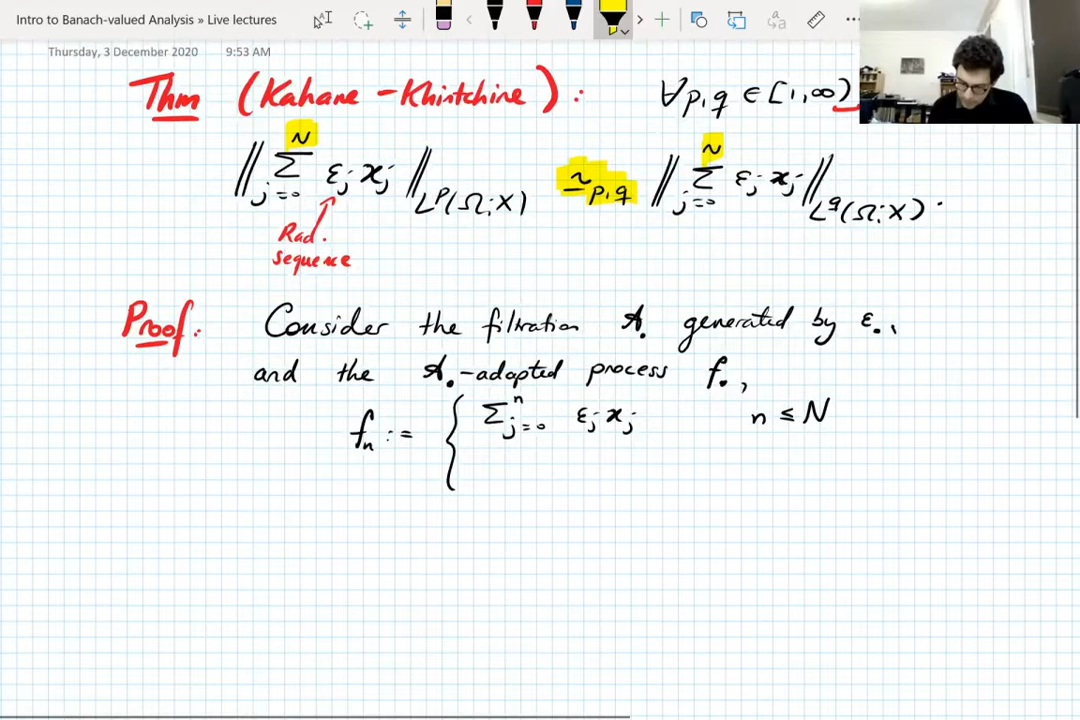 Intro to Banach-valued Analysis » Live lectures
Thursday, 3 December 2020 9:53 AM
Thm (Kahane-Khintchine): ∀p,q ∈ [1,∞)
‖ Σ_{j=0}^{N} ε_j x_j ‖_{L^p(Ω;X)} ≃_{p,q} ‖ Σ_{j=0}^{N} ε_j x_j ‖_{L^q(Ω;X)}.
Rad.
sequence
Proof: Consider the filtration 𝒜. generated by ε.,
and the 𝒜.-adapted process f.,
f_n := { Σ_{j=0}^{n} ε_j x_j n ≤ N